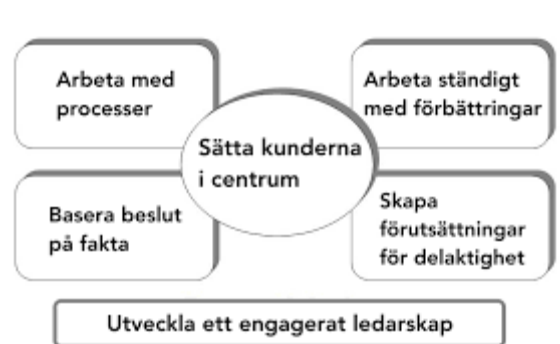 Arbeta med
processer
Arbeta ständigt
med förbättringar
Sätta kunderna
i centrum
Basera beslut
på fakta
Skapa
förutsättningar
för delaktighet
Utveckla ett engagerat ledarskap